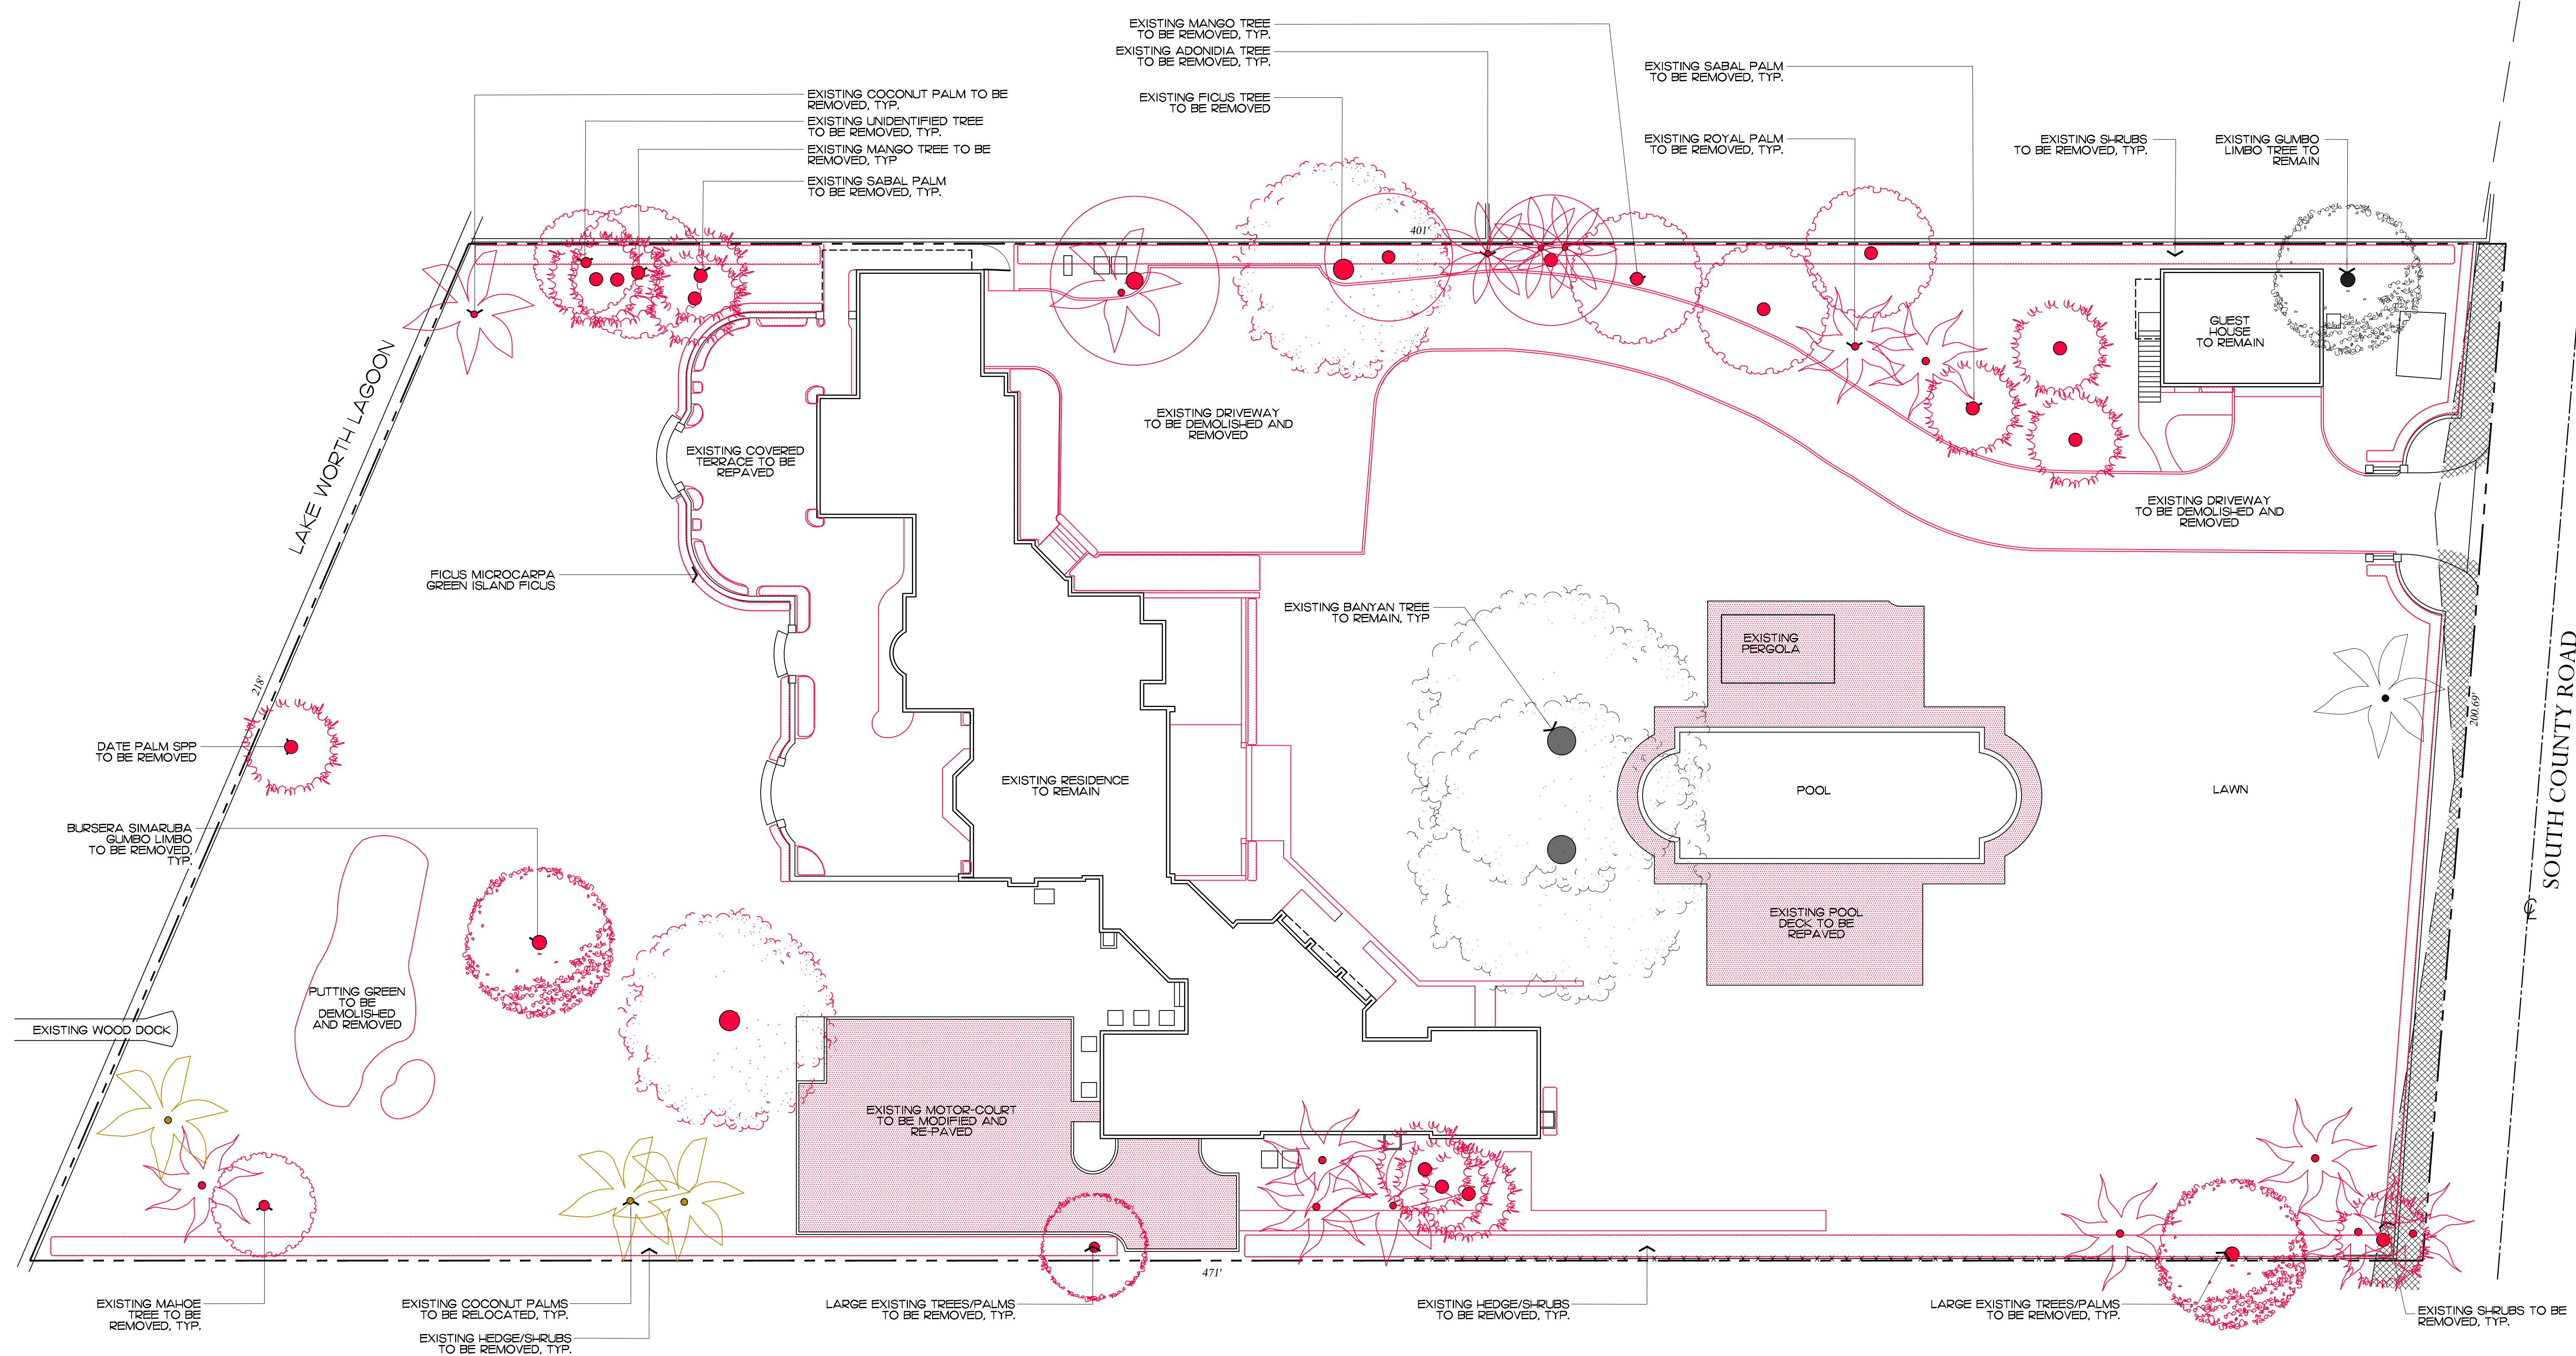 EXISTING MANGO TREE
TO BE REMOVED, TYP.
EXISTING ADONIDIA TREE
TO BE REMOVED, TYP.
EXISTING FICUS TREE
TO BE REMOVED
EXISTING SABAL PALM
TO BE REMOVED, TYP.
EXISTING ROYAL PALM
TO BE REMOVED, TYP.
EXISTING SHRUBS
TO BE REMOVED, TYP.
EXISTING GUMBO
LIMBO TREE TO
REMAIN
EXISTING COCONUT PALM TO BE
REMOVED, TYP.
EXISTING UNIDENTIFIED TREE
TO BE REMOVED, TYP.
EXISTING MANGO TREE TO BE
REMOVED, TYP
EXISTING SABAL PALM
TO BE REMOVED, TYP.
401'
GUEST
HOUSE
TO REMAIN
LAKE WORTH LAGOON
EXISTING COVERED
TERRACE TO BE
REPAVED
EXISTING DRIVEWAY
TO BE DEMOLISHED AND
REMOVED
EXISTING DRIVEWAY
TO BE DEMOLISHED AND
REMOVED
FICUS MICROCARPA
GREEN ISLAND FICUS
EXISTING BANYAN TREE
TO REMAIN, TYP
EXISTING
PERGOLA
218'
200.69'
SOUTH COUNTY ROAD
DATE PALM SPP
TO BE REMOVED
EXISTING RESIDENCE
TO REMAIN
POOL
LAWN
BURSERA SIMARUBA
GUMBO LIMBO
TO BE REMOVED,
TYP.
EXISTING POOL
DECK TO BE
REPAVED
PUTTING GREEN
TO BE
DEMOLISHED
AND REMOVED
EXISTING WOOD DOCK
EXISTING MOTOR-COURT
TO BE MODIFIED AND
RE-PAVED
471'
EXISTING MAHOE
TREE TO BE
REMOVED, TYP.
EXISTING COCONUT PALMS
TO BE RELOCATED, TYP.
EXISTING HEDGE/SHRUBS
TO BE REMOVED, TYP.
LARGE EXISTING TREES/PALMS
TO BE REMOVED, TYP.
EXISTING HEDGE/SHRUBS
TO BE REMOVED, TYP.
LARGE EXISTING TREES/PALMS
TO BE REMOVED, TYP.
EXISTING SHRUBS TO BE
REMOVED, TYP.